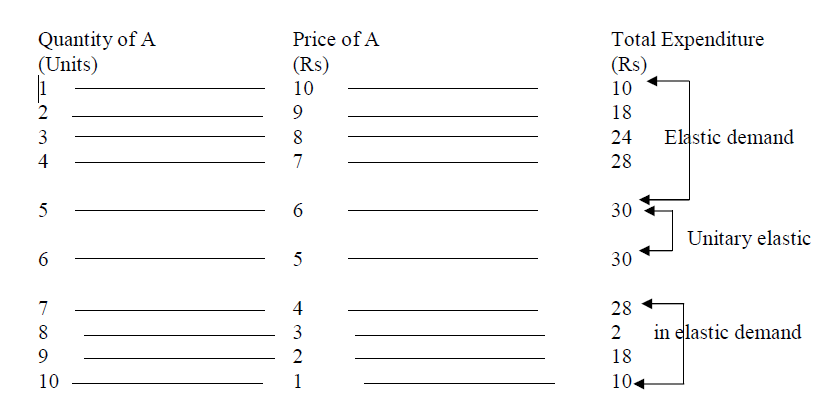 Quantity of A Price of A Total Expenditure
(Units) (Rs) (Rs)
1 10 10
2 9 18
3 8 24 Elastic demand
4 7 28
5 6 30
Unitary elastic
6 5 30
7 4 28
8 3 2 in elastic demand
9 2 18
10 1 10